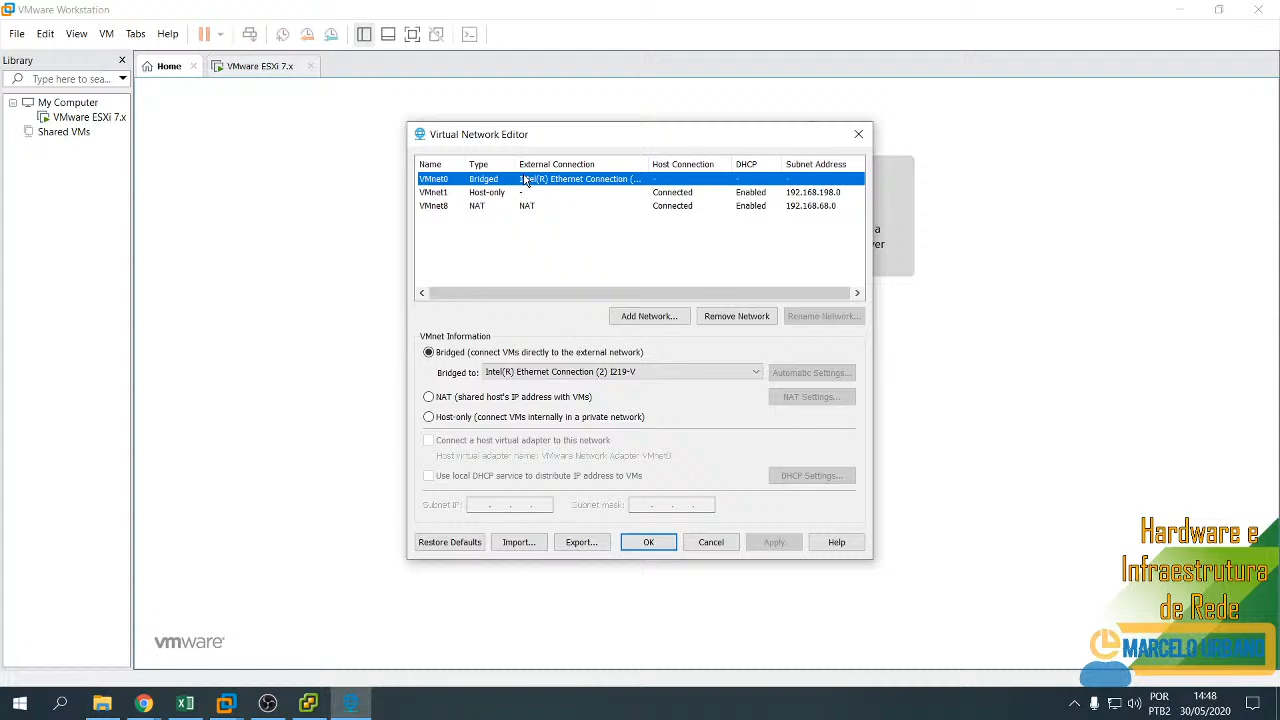 VMware Workstation
File Edit View VM Tabs Help
Library
Type here to sea...
Home
VMware ESXi 7.x
My Computer
VMware ESXi 7.x
Shared VMs
Virtual Network Editor
Name Type External Connection Host Connection DHCP Subnet Address
VMnet0 Bridged Intel(R) Ethernet Connection (... - - -
VMnet1 Host-only - Connected Enabled 192.168.198.0
VMnet8 NAT NAT Connected Enabled 192.168.68.0
a
ver
Add Network... Remove Network Rename Network...
VMnet Information
Bridged (connect VMs directly to the external network)
Bridged to: Intel(R) Ethernet Connection (2) I219-V Automatic Settings...
NAT (shared host's IP address with VMs) NAT Settings...
Host-only (connect VMs internally in a private network)
Connect a host virtual adapter to this network
Host virtual adapter name: VMware Network Adapter VMnet0
Use local DHCP service to distribute IP address to VMs DHCP Settings...
Subnet IP: . . . Subnet mask: . . .
Restore Defaults Import... Export... OK Cancel Apply Help
vmware
Hardware e
Infraestrutura
de Rede
MARCELO URBANO
POR
PTB2
14:48
30/05/2020